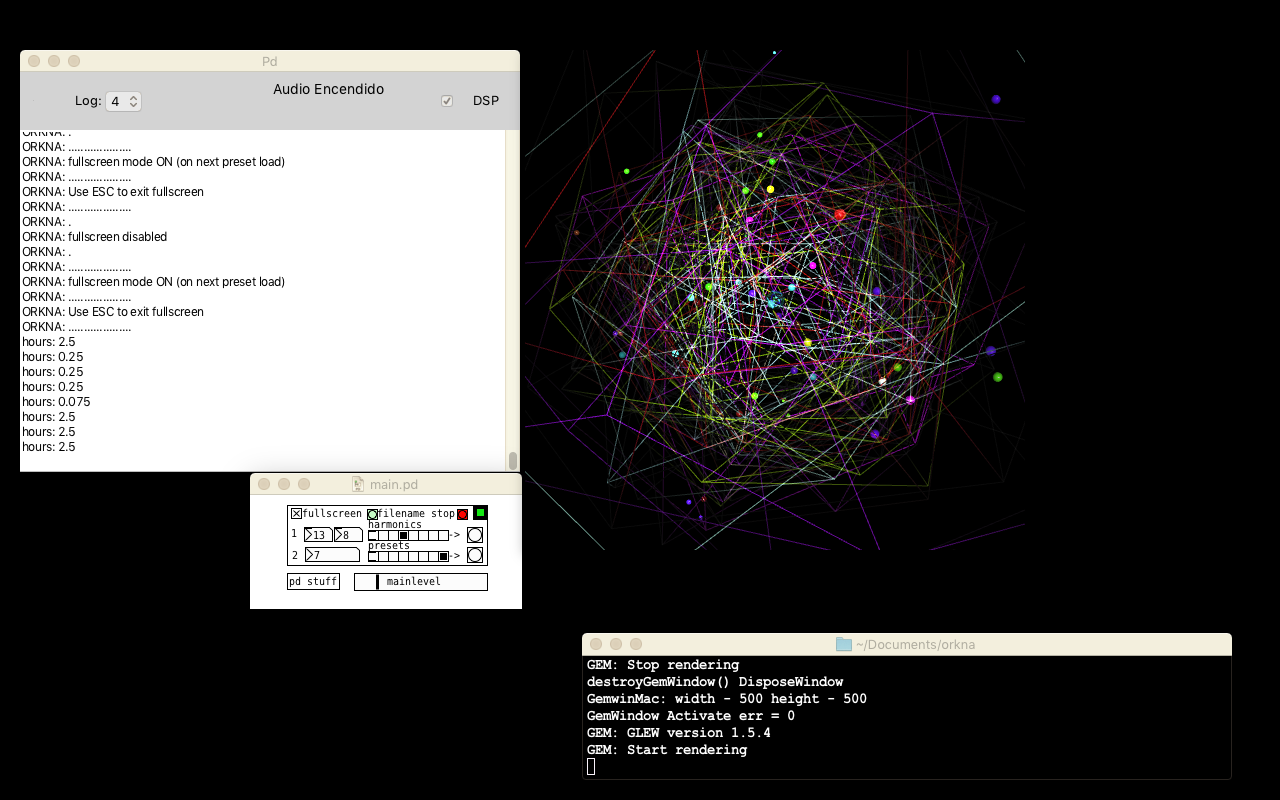 Pd
Audio Encendido
Log: 4
DSP
ORKNA: .
ORKNA: .....................
ORKNA: fullscreen mode ON (on next preset load)
ORKNA: .....................
ORKNA: Use ESC to exit fullscreen
ORKNA: .....................
ORKNA: .
ORKNA: fullscreen disabled
ORKNA: .
ORKNA: .....................
ORKNA: fullscreen mode ON (on next preset load)
ORKNA: .....................
ORKNA: Use ESC to exit fullscreen
ORKNA: .....................
hours: 2.5
hours: 0.25
hours: 0.25
hours: 0.25
hours: 0.075
hours: 2.5
hours: 2.5
hours: 2.5
main.pd
fullscreen filename stop
harmonics
1 13 8 ->
presets
2 7 ->
pd stuff mainlevel
~/Documents/orkna
GEM: Stop rendering
destroyGemWindow() DisposeWindow
GemwinMac: width - 500 height - 500
GemWindow Activate err = 0
GEM: GLEW version 1.5.4
GEM: Start rendering